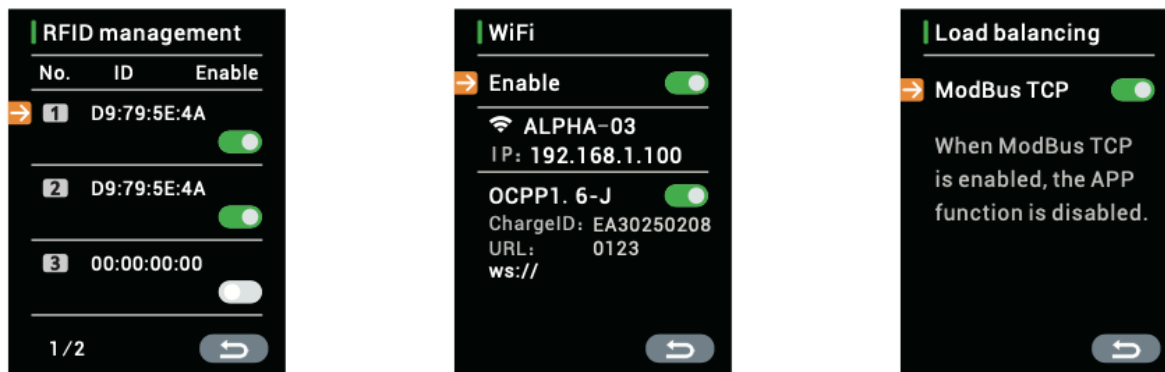 RFID management
No. ID Enable
1 D9:79:5E:4A
2 D9:79:5E:4A
3 00:00:00:00
1/2
WiFi
Enable
ALPHA-03
IP: 192.168.1.100
OCPP1. 6-J
ChargeID: EA30250208
URL: 0123
ws://
Load balancing
ModBus TCP
When ModBus TCP
is enabled, the APP
function is disabled.